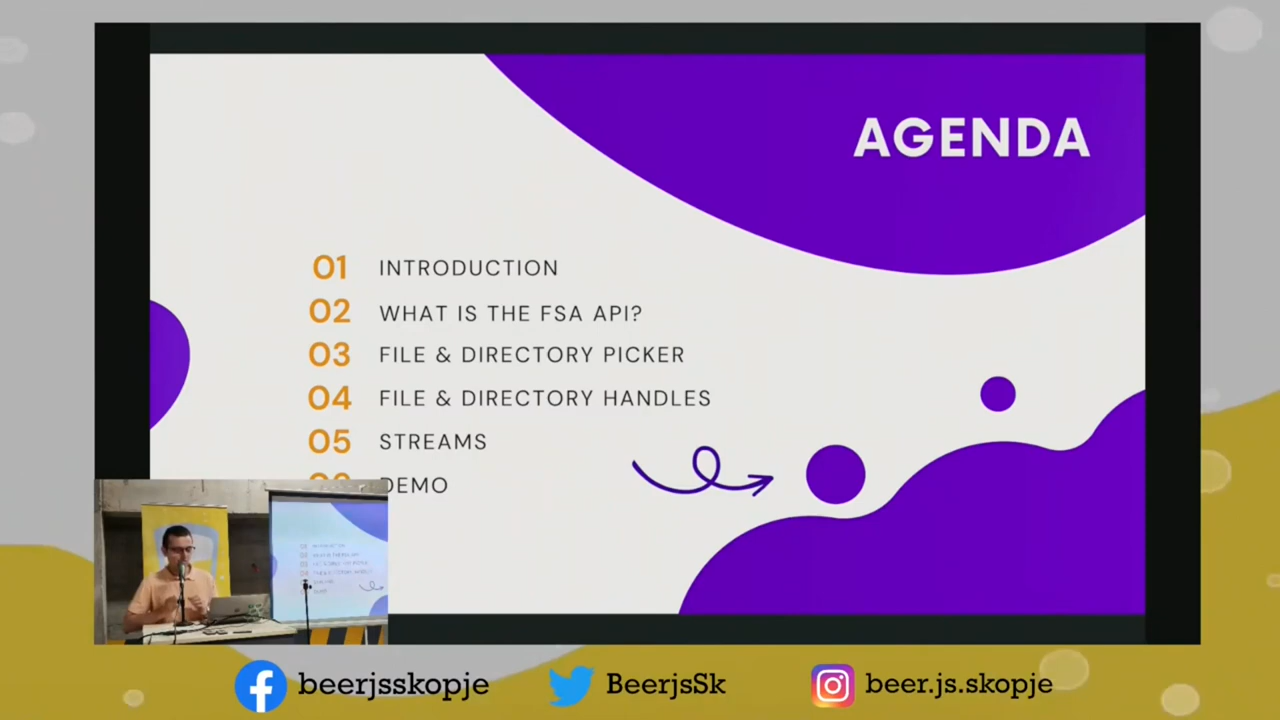 AGENDA
01 INTRODUCTION
02 WHAT IS THE FSA API?
03 FILE & DIRECTORY PICKER
04 FILE & DIRECTORY HANDLES
05 STREAMS
DEMO
beerjsskopje
BeerjsSk
beer.js.skopje